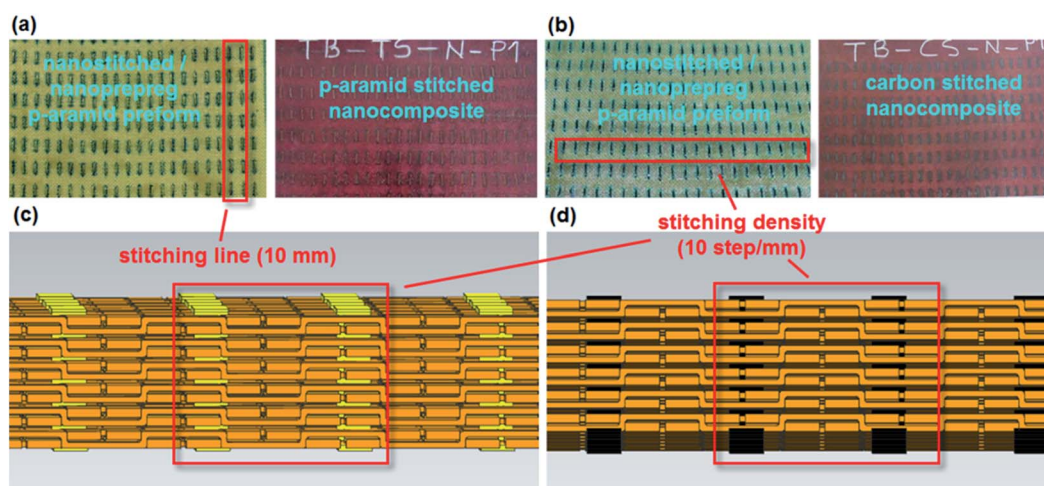 (a)
nanostitched /
nanoprepreg
p-aramid preform
TB-TS-N-P1
p-aramid stitched
nanocomposite
(b)
nanostitched /
nanoprepreg
p-aramid preform
carbon stitched
nanocomposite
(c)
stitching line (10 mm)
stitching density
(10 step/mm)
(d)